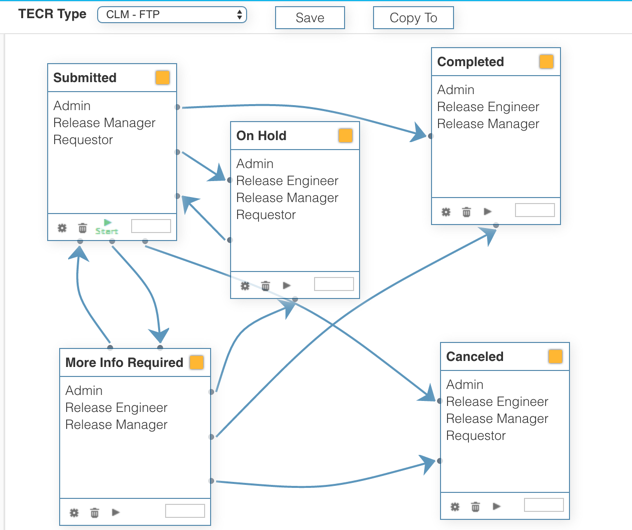 TECR Type CLM - FTP Save Copy To
Submitted
Admin
Release Manager
Requestor
Start
On Hold
Admin
Release Engineer
Release Manager
Requestor
Completed
Admin
Release Engineer
Release Manager
More Info Required
Admin
Release Engineer
Release Manager
Canceled
Admin
Release Engineer
Release Manager
Requestor